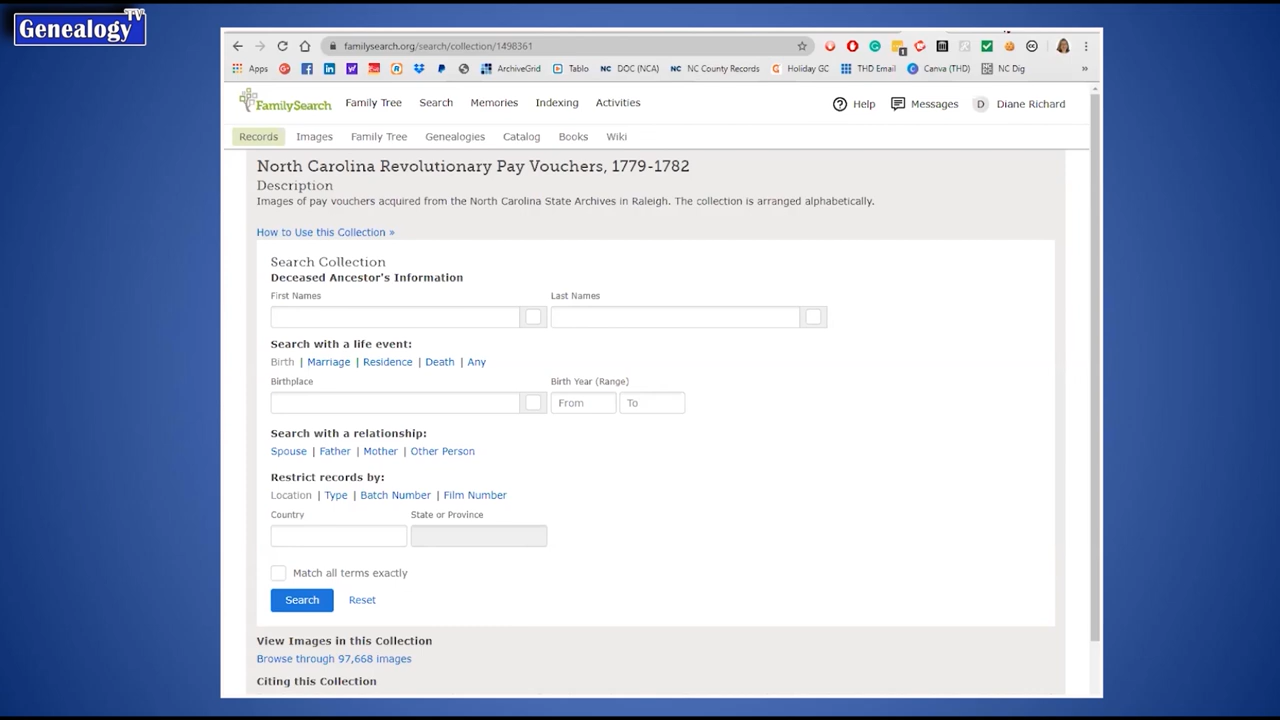 Genealogy TV
familysearch.org/search/collection/1498361
Apps ArchiveGrid Tablo NC DOC (NCA) NC NC County Records Holiday GC THD Email Canva (THD) NC Dig »
FamilySearch Family Tree Search Memories Indexing Activities Help Messages D Diane Richard
Records Images Family Tree Genealogies Catalog Books Wiki
North Carolina Revolutionary Pay Vouchers, 1779-1782
Description
Images of pay vouchers acquired from the North Carolina State Archives in Raleigh. The collection is arranged alphabetically.
How to Use this Collection »
Search Collection
Deceased Ancestor's Information
First Names Last Names
Search with a life event:
Birth | Marriage | Residence | Death | Any
Birthplace Birth Year (Range)
From To
Search with a relationship:
Spouse | Father | Mother | Other Person
Restrict records by:
Location | Type | Batch Number | Film Number
Country State or Province
Match all terms exactly
Search Reset
View Images in this Collection
Browse through 97,668 images
Citing this Collection